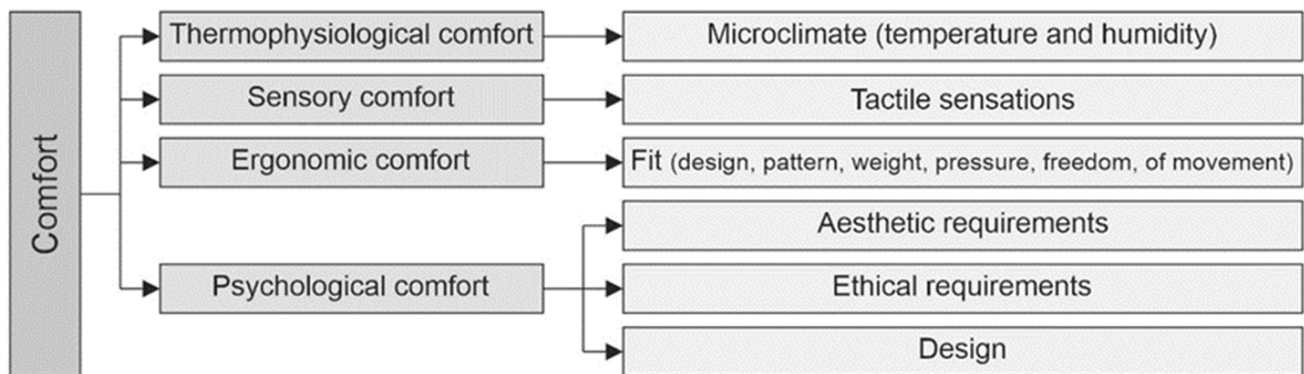 Comfort
Thermophysiological comfort
Microclimate (temperature and humidity)
Sensory comfort
Tactile sensations
Ergonomic comfort
Fit (design, pattern, weight, pressure, freedom, of movement)
Psychological comfort
Aesthetic requirements
Ethical requirements
Design